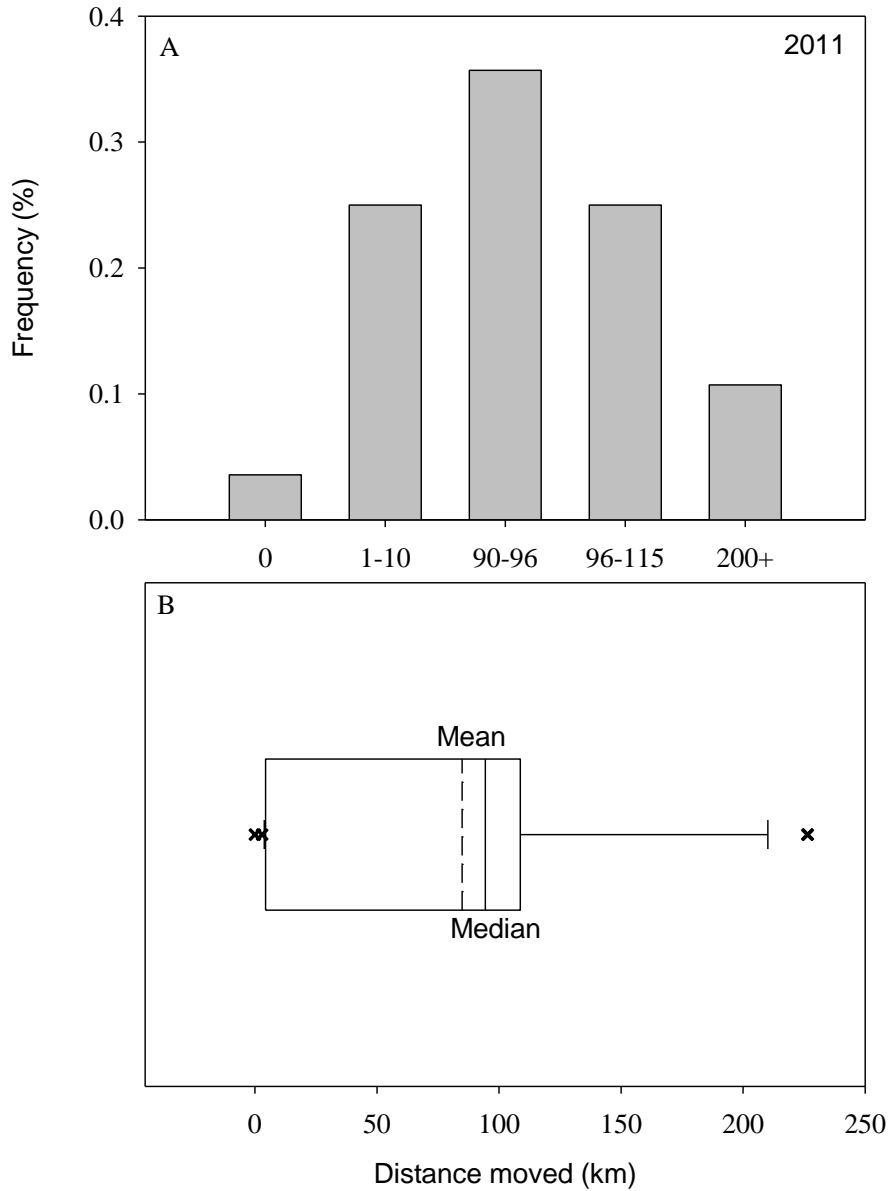 A
2011
Frequency (%)
0.4
0.3
0.2
0.1
0.0
0 1-10 90-96 96-115 200+
B
Mean
Median
0 50 100 150 200 250
Distance moved (km)